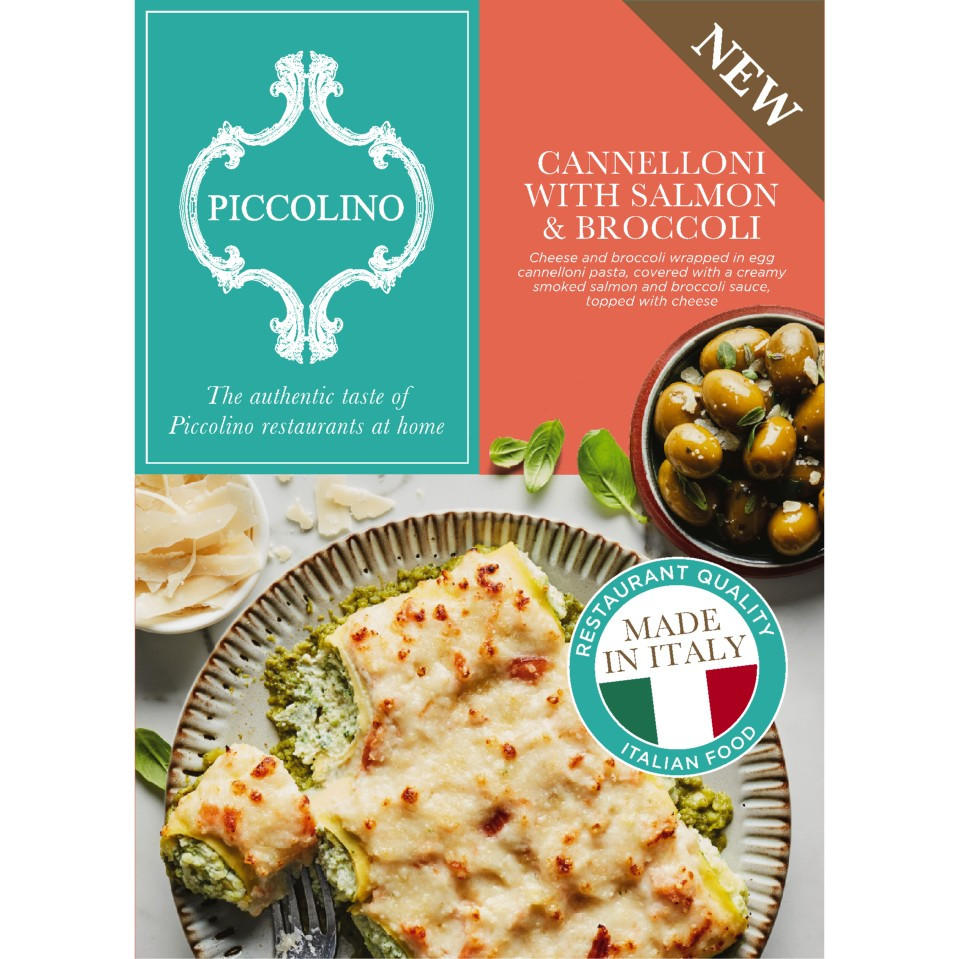 PICCOLINO
The authentic taste of
Piccolino restaurants at home
NEW
CANNELLONI
WITH SALMON
& BROCCOLI
Cheese and broccoli wrapped in egg
cannelloni pasta, covered with a creamy
smoked salmon and broccoli sauce,
topped with cheese
RESTAURANT QUALITY
MADE
IN ITALY
ITALIAN FOOD